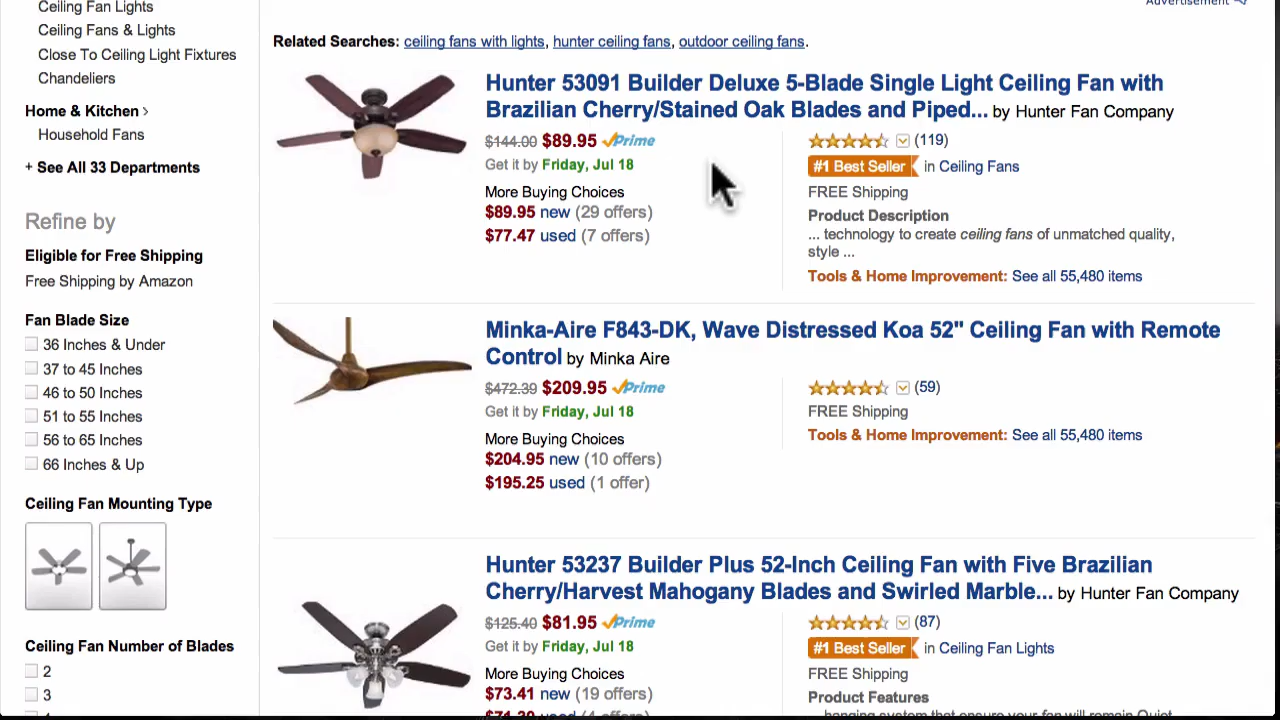 Ceiling Fan Lights
Ceiling Fans & Lights
Close To Ceiling Light Fixtures
Chandeliers
Home & Kitchen ›
Household Fans
+ See All 33 Departments
Refine by
Eligible for Free Shipping
Free Shipping by Amazon
Fan Blade Size
36 Inches & Under
37 to 45 Inches
46 to 50 Inches
51 to 55 Inches
56 to 65 Inches
66 Inches & Up
Ceiling Fan Mounting Type
Ceiling Fan Number of Blades
2
3
Advertisement
Related Searches: ceiling fans with lights, hunter ceiling fans, outdoor ceiling fans.
Hunter 53091 Builder Deluxe 5-Blade Single Light Ceiling Fan with
Brazilian Cherry/Stained Oak Blades and Piped... by Hunter Fan Company
$144.00 $89.95 Prime
Get it by Friday, Jul 18
More Buying Choices
$89.95 new (29 offers)
$77.47 used (7 offers)
(119)
#1 Best Seller in Ceiling Fans
FREE Shipping
Product Description
... technology to create ceiling fans of unmatched quality,
style ...
Tools & Home Improvement: See all 55,480 items
Minka-Aire F843-DK, Wave Distressed Koa 52" Ceiling Fan with Remote
Control by Minka Aire
$472.39 $209.95 Prime
Get it by Friday, Jul 18
More Buying Choices
$204.95 new (10 offers)
$195.25 used (1 offer)
(59)
FREE Shipping
Tools & Home Improvement: See all 55,480 items
Hunter 53237 Builder Plus 52-Inch Ceiling Fan with Five Brazilian
Cherry/Harvest Mahogany Blades and Swirled Marble... by Hunter Fan Company
$125.40 $81.95 Prime
Get it by Friday, Jul 18
More Buying Choices
$73.41 new (19 offers)
used
(87)
#1 Best Seller in Ceiling Fan Lights
FREE Shipping
Product Features
... hanging system that ensure your fan will remain Quiet